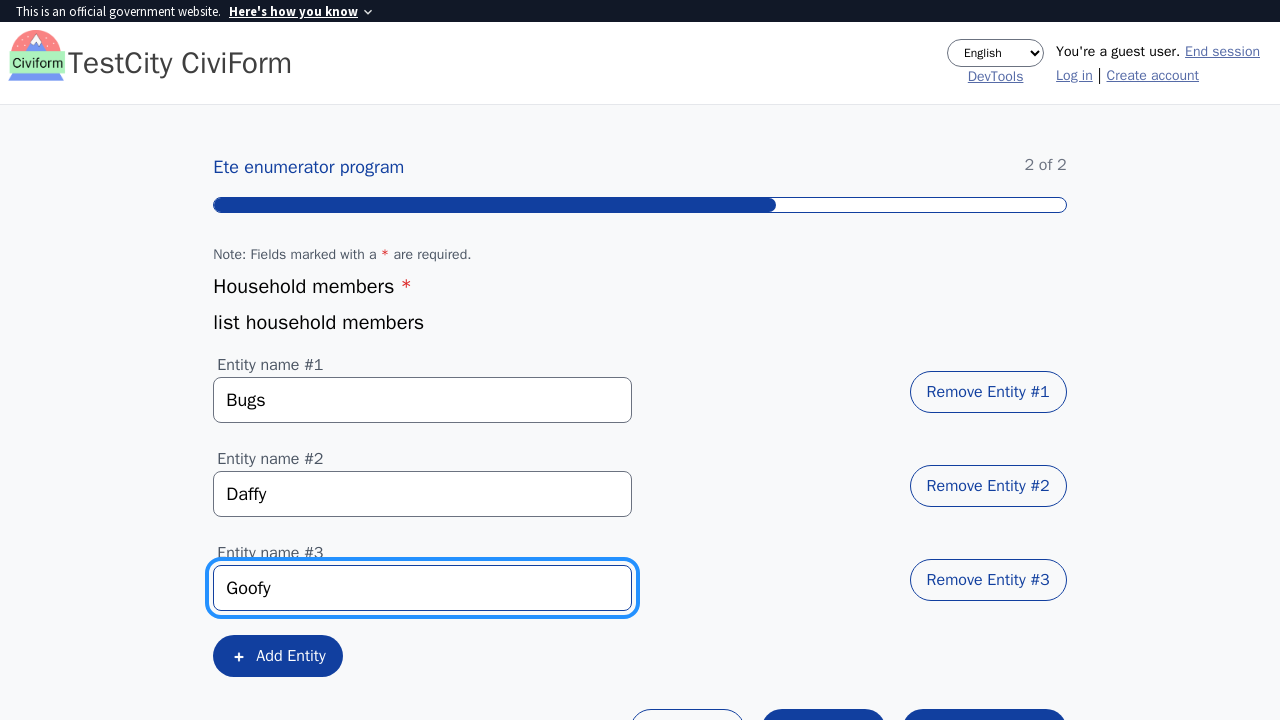 This is an official government website. Here's how you know
Civiform
TestCity CiviForm
English
DevTools
You're a guest user. End session
Log in | Create account
Ete enumerator program
2 of 2
Note: Fields marked with a * are required.
Household members *
list household members
Entity name #1
Bugs
Remove Entity #1
Entity name #2
Daffy
Remove Entity #2
Entity name #3
Goofy
Remove Entity #3
+ Add Entity